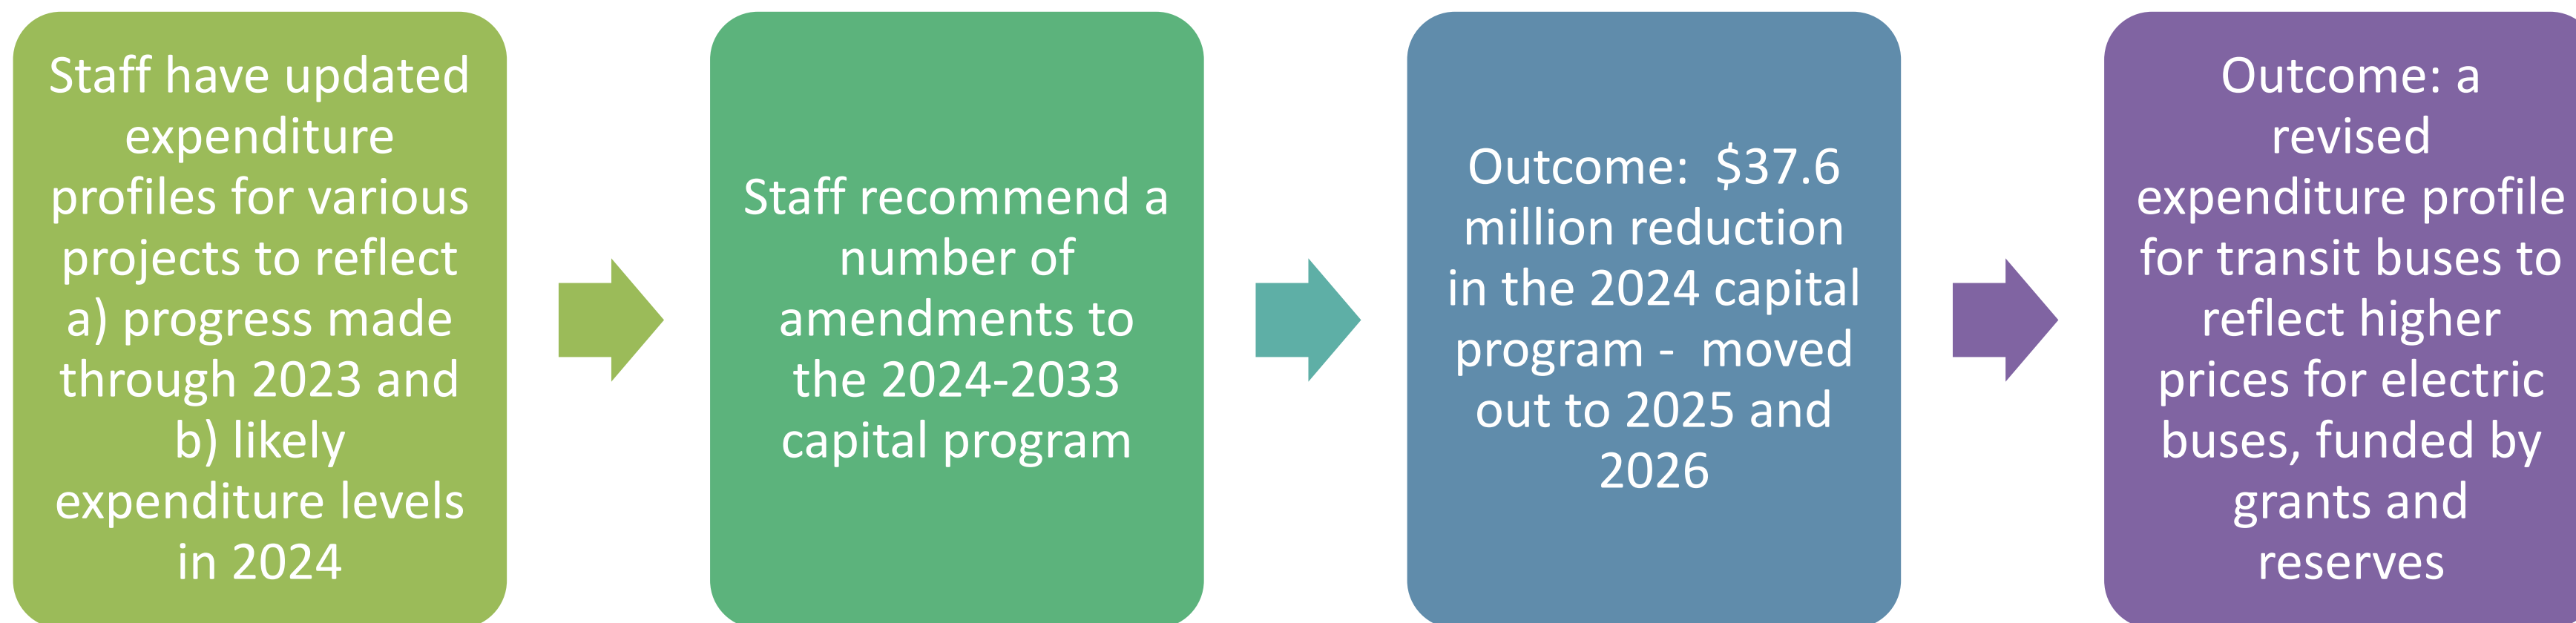 Staff have updated
expenditure
profiles for various
projects to reflect
a) progress made
through 2023 and
b) likely
expenditure levels
in 2024
Staff recommend a
number of
amendments to
the 2024-2033
capital program
Outcome:  $37.6
million reduction
in the 2024 capital
program -  moved
out to 2025 and
2026
Outcome: a
revised
expenditure profile
for transit buses to
reflect higher
prices for electric
buses, funded by
grants and
reserves